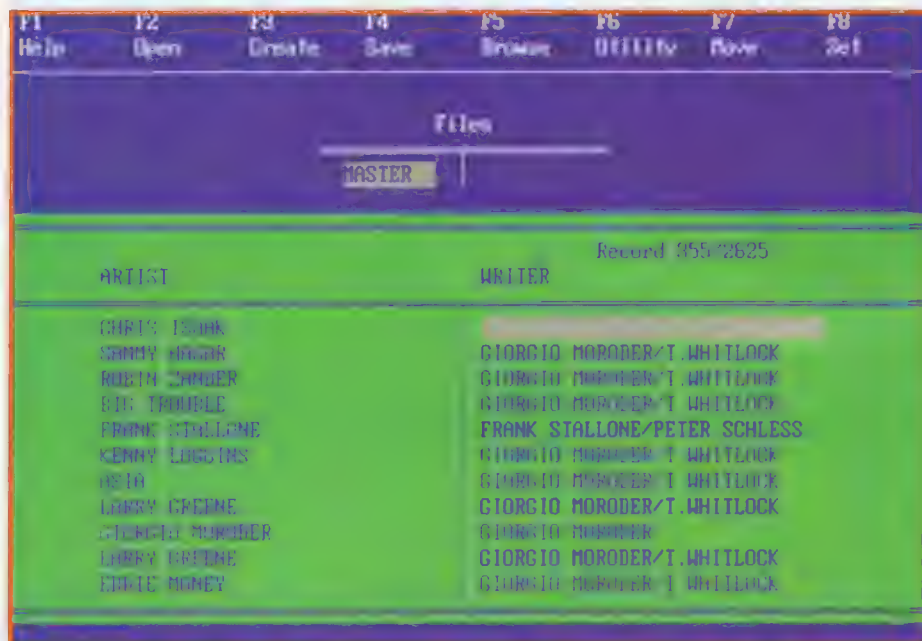 F1 F2 F3 F4 F5 F6 F7 F8
Help Open Create Save Browse Utility Move Set
Files
MASTER
Record 355/2625
ARTIST WRITER
CHRIS ISAAK
SAMMY HAGAR GIORGIO MORODER/T.WHITLOCK
ROBIN ZANDER GIORGIO MORODER/T.WHITLOCK
BIG TROUBLE GIORGIO MORODER/T.WHITLOCK
FRANK STALLONE FRANK STALLONE/PETER SCHLESS
KENNY LOGGINS GIORGIO MORODER/T.WHITLOCK
ASIA GIORGIO MORODER/T.WHITLOCK
LARRY GREENE GIORGIO MORODER/T.WHITLOCK
GIORGIO MORODER GIORGIO MORODER
LARRY GREENE GIORGIO MORODER/T.WHITLOCK
EDDIE MONEY GIORGIO MORODER/T.WHITLOCK